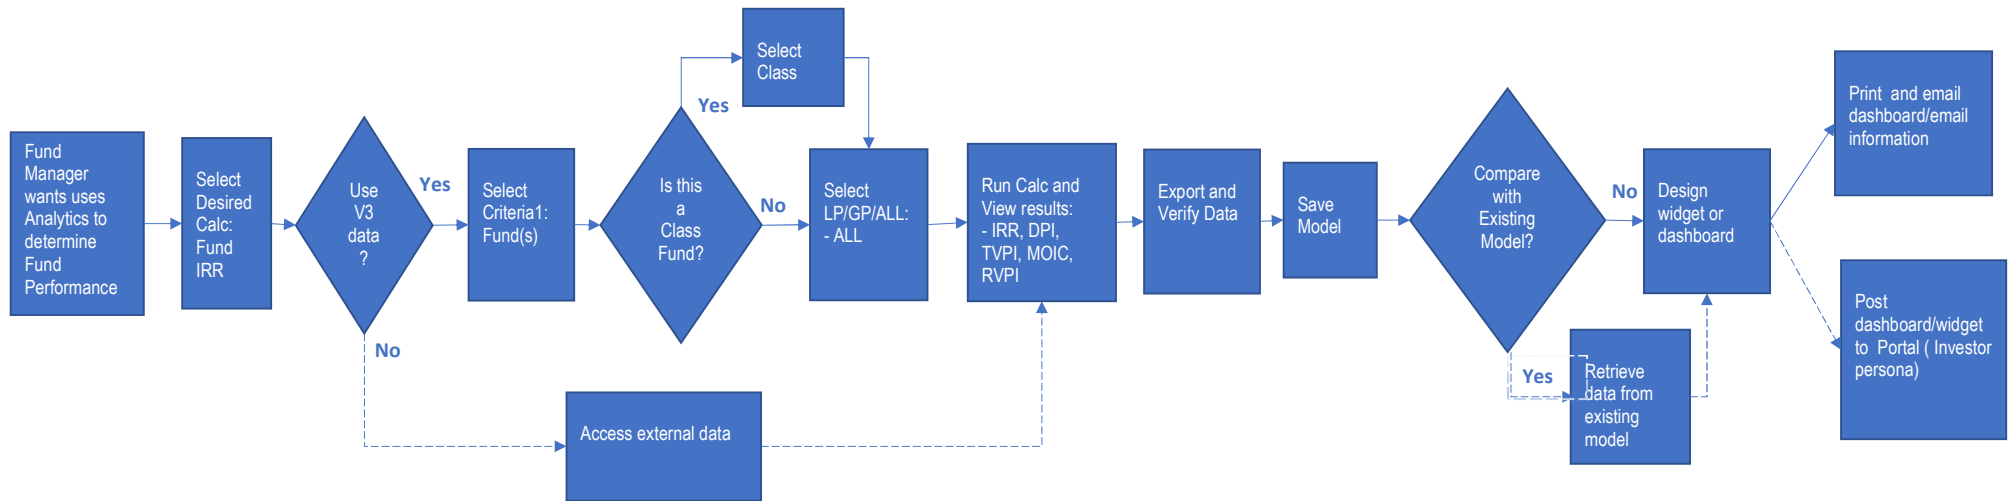 Fund
Manager
wants uses
Analytics to
determine
Fund
Performance
Select
Desired
Calc:
Fund
IRR
Use
V3
data
?
Yes
No
Select
Criteria1:
Fund(s)
Access external data
Is this
a
Class
Fund?
Yes
No
Select
Class
Select
LP/GP/ALL:
- ALL
Run Calc and
View results:
- IRR, DPI,
TVPI, MOIC,
RVPI
Export and
Verify Data
Save
Model
Compare
with
Existing
Model?
No
Yes
Retrieve
data from
existing
model
Design
widget or
dashboard
Print  and email
dashboard/email
information
Post
dashboard/widget
to  Portal ( Investor
persona)